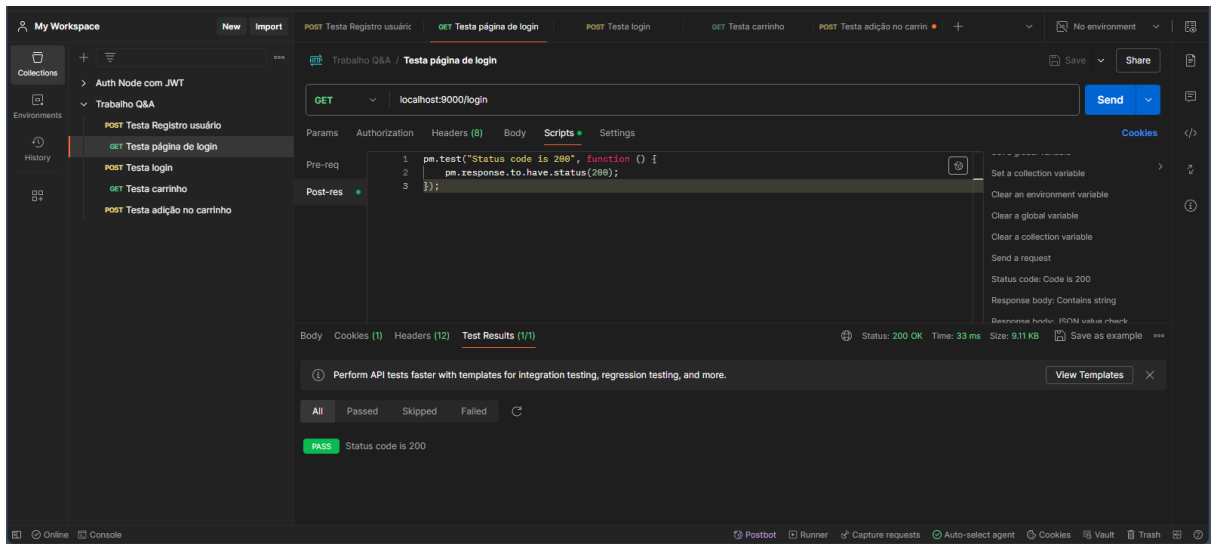 My Workspace New Import POST Testa Registro usuáric GET Testa página de login POST Testa login GET Testa carrinho POST Testa adição no carrin No environment
Collections
Environments
History
Auth Node com JWT
Trabalho Q&A
POST Testa Registro usuário
GET Testa página de login
POST Testa login
GET Testa carrinho
POST Testa adição no carrinho
HTTP Trabalho Q&A / Testa página de login Save Share
GET localhost:9000/login Send
Params Authorization Headers (8) Body Scripts Settings Cookies
Pre-req
Post-res
1 pm.test("Status code is 200", function () {
2 pm.response.to.have.status(200);
3 });
Set a collection variable
Clear an environment variable
Clear a global variable
Clear a collection variable
Send a request
Status code: Code is 200
Response body: Contains string
Response body: JSON value check
Body Cookies (1) Headers (12) Test Results (1/1) Status: 200 OK Time: 33 ms Size: 9.11 KB Save as example
Perform API tests faster with templates for integration testing, regression testing, and more. View Templates
All Passed Skipped Failed
PASS Status code is 200
Online Console Postbot Runner Capture requests Auto-select agent Cookies Vault Trash